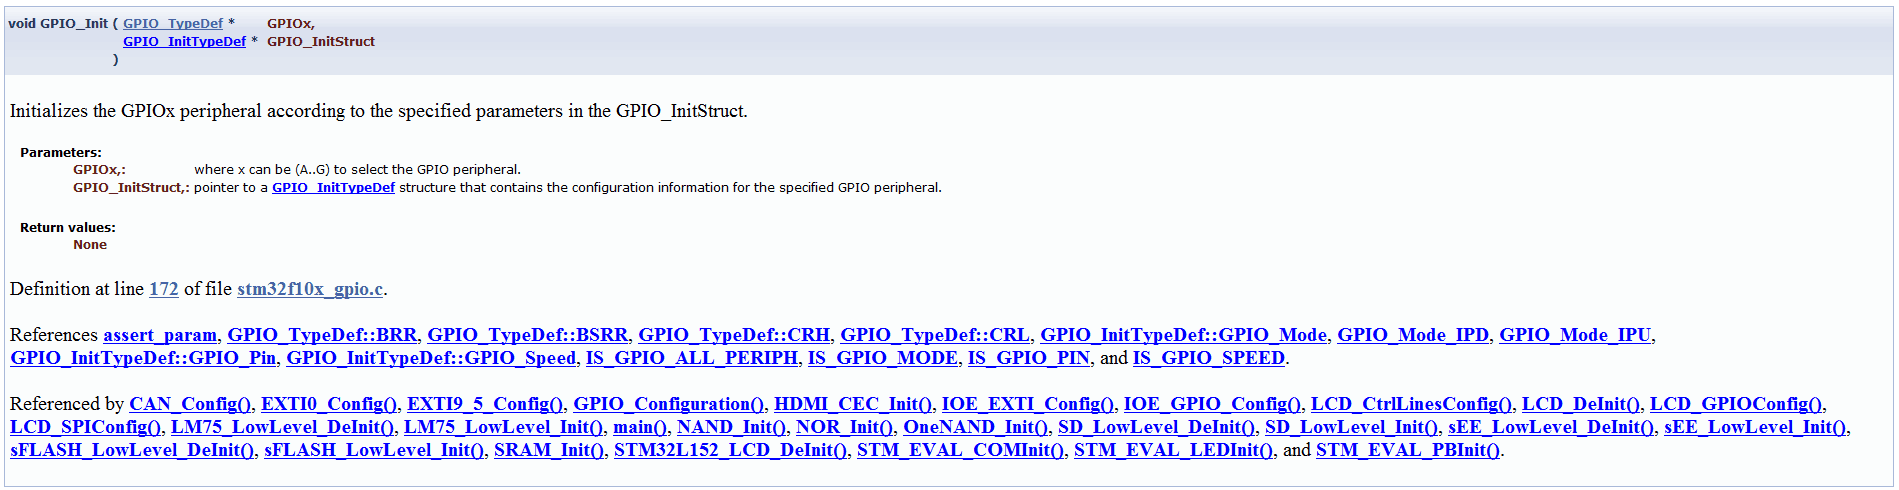 void GPIO_Init ( GPIO_TypeDef * GPIOx,
GPIO_InitTypeDef * GPIO_InitStruct
)
Initializes the GPIOx peripheral according to the specified parameters in the GPIO_InitStruct.
Parameters:
GPIOx,: where x can be (A..G) to select the GPIO peripheral.
GPIO_InitStruct,: pointer to a GPIO_InitTypeDef structure that contains the configuration information for the specified GPIO peripheral.
Return values:
None
Definition at line 172 of file stm32f10x_gpio.c.
References assert_param, GPIO_TypeDef::BRR, GPIO_TypeDef::BSRR, GPIO_TypeDef::CRH, GPIO_TypeDef::CRL, GPIO_InitTypeDef::GPIO_Mode, GPIO_Mode_IPD, GPIO_Mode_IPU,
GPIO_InitTypeDef::GPIO_Pin, GPIO_InitTypeDef::GPIO_Speed, IS_GPIO_ALL_PERIPH, IS_GPIO_MODE, IS_GPIO_PIN, and IS_GPIO_SPEED.
Referenced by CAN_Config(), EXTI0_Config(), EXTI9_5_Config(), GPIO_Configuration(), HDMI_CEC_Init(), IOE_EXTI_Config(), IOE_GPIO_Config(), LCD_CtrlLinesConfig(), LCD_DeInit(), LCD_GPIOConfig(),
LCD_SPIConfig(), LM75_LowLevel_DeInit(), LM75_LowLevel_Init(), main(), NAND_Init(), NOR_Init(), OneNAND_Init(), SD_LowLevel_DeInit(), SD_LowLevel_Init(), sEE_LowLevel_DeInit(), sEE_LowLevel_Init(),
sFLASH_LowLevel_DeInit(), sFLASH_LowLevel_Init(), SRAM_Init(), STM32L152_LCD_DeInit(), STM_EVAL_COMInit(), STM_EVAL_LEDInit(), and STM_EVAL_PBInit().